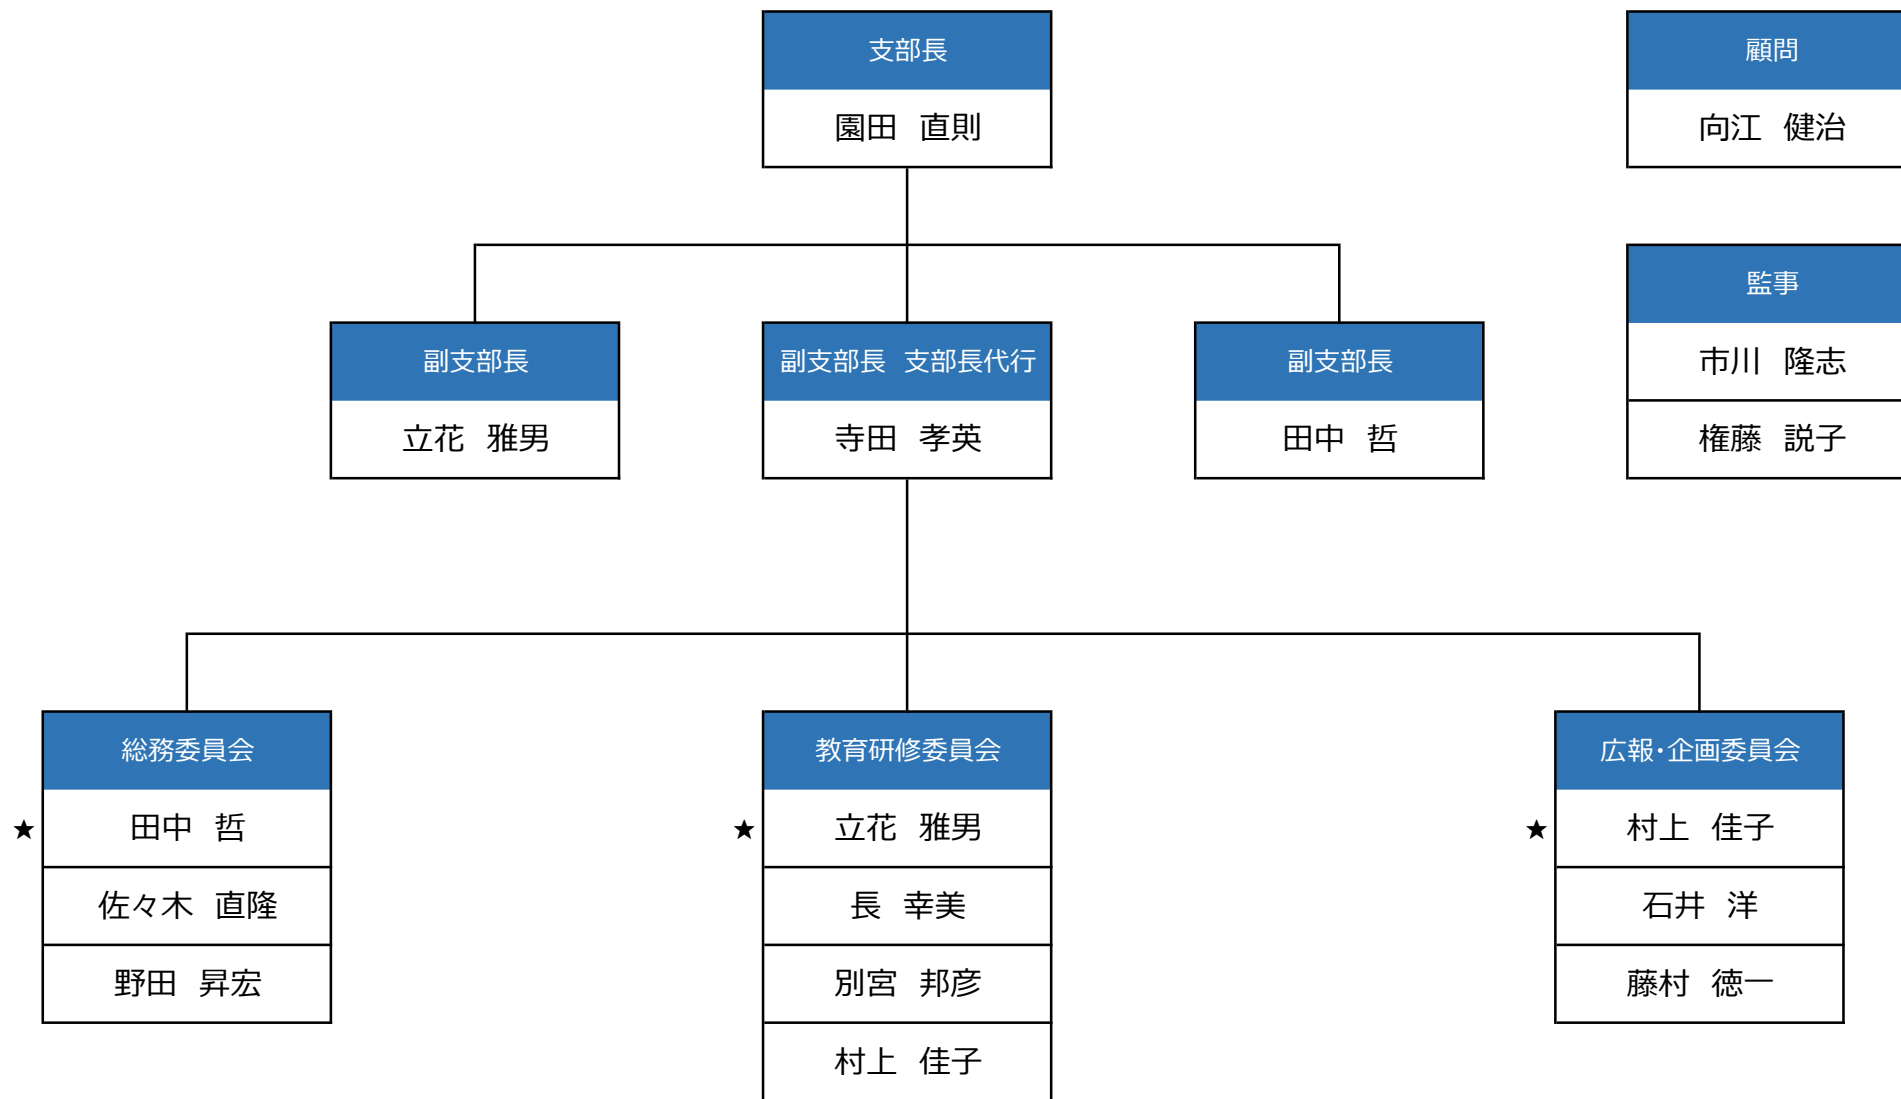 支部長
園田 直則
顧問
向江 健治
監事
市川 隆志
権藤 説子
副支部長
立花 雅男
副支部長 支部長代行
寺田 孝英
副支部長
田中 哲
総務委員会
★ 田中 哲
佐々木 直隆
野田 昇宏
教育研修委員会
★ 立花 雅男
長 幸美
別宮 邦彦
村上 佳子
広報・企画委員会
★ 村上 佳子
石井 洋
藤村 徳一